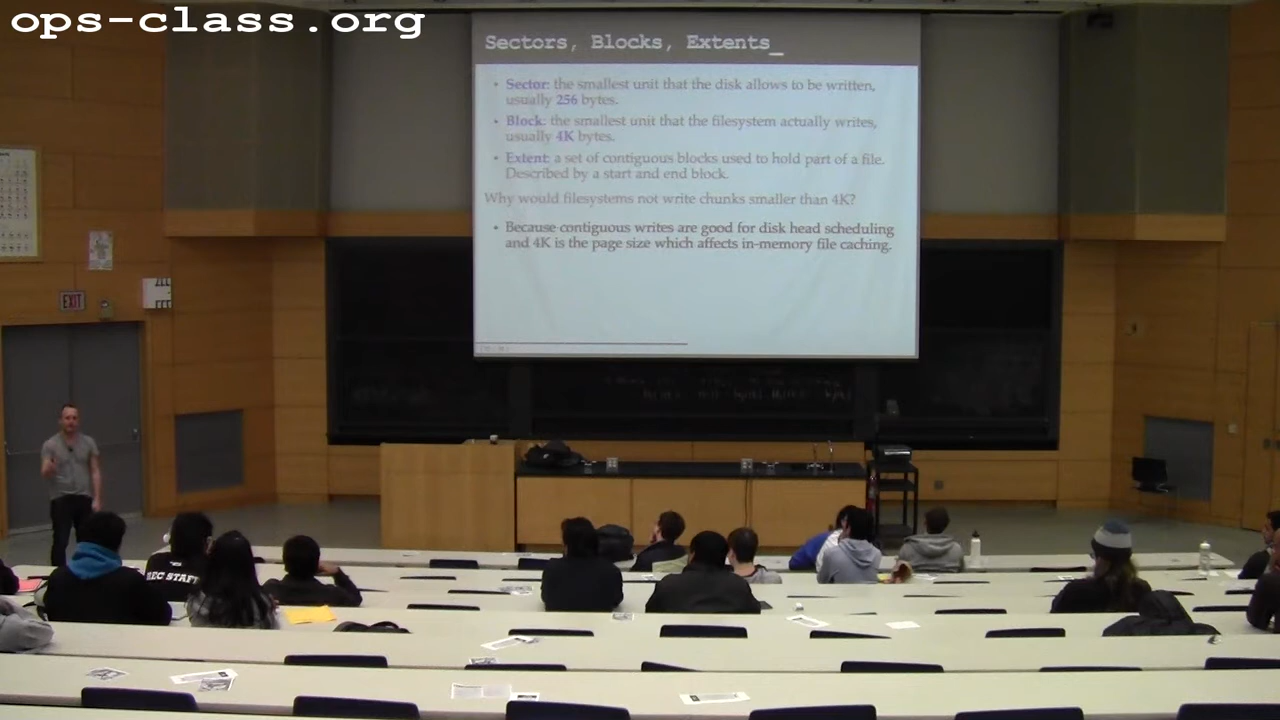 ops-class.org
Sectors, Blocks, Extents_
• Sector: the smallest unit that the disk allows to be written,
usually 256 bytes.
• Block: the smallest unit that the filesystem actually writes,
usually 4K bytes.
• Extent: a set of contiguous blocks used to hold part of a file.
Described by a start and end block.
Why would filesystems not write chunks smaller than 4K?
• Because contiguous writes are good for disk head scheduling
and 4K is the page size which affects in-memory file caching.
EXIT
REC STAFF